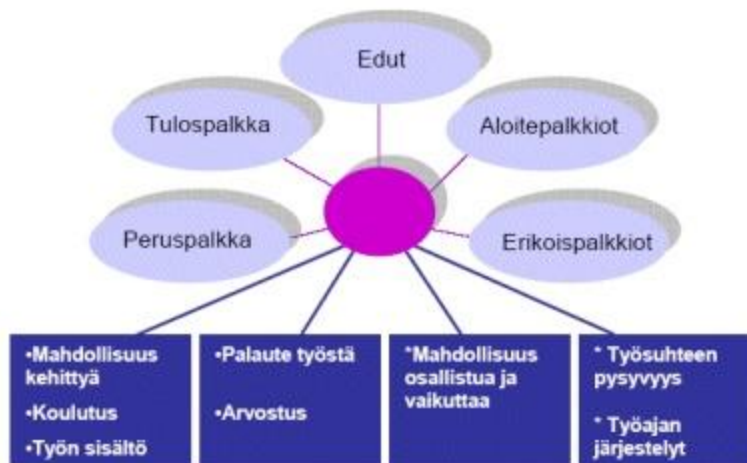 Edut
Tulospalkka
Aloitepalkkiot
Peruspalkka
Erikoispalkkiot
•Mahdollisuus
kehittyä
•Koulutus
•Työn sisältö
•Palaute työstä
•Arvostus
*Mahdollisuus
osallistua ja
vaikuttaa
* Työsuhteen
pysyvyys
* Työajan
järjestelyt